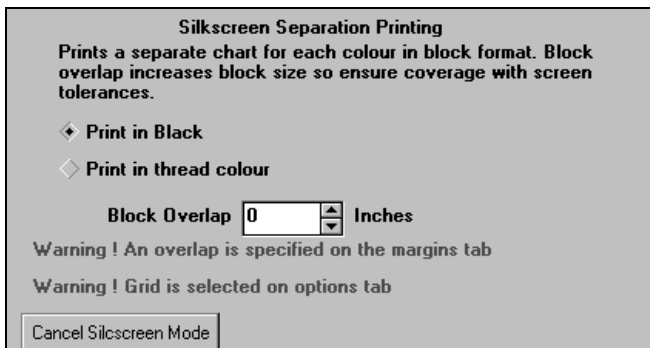 Silkscreen Separation Printing
Prints a separate chart for each colour in block format. Block
overlap increases block size so ensure coverage with screen
tolerances.
Print in Black
Print in thread colour
Block Overlap 0 Inches
Warning ! An overlap is specified on the margins tab
Warning ! Grid is selected on options tab
Cancel Silcscreen Mode